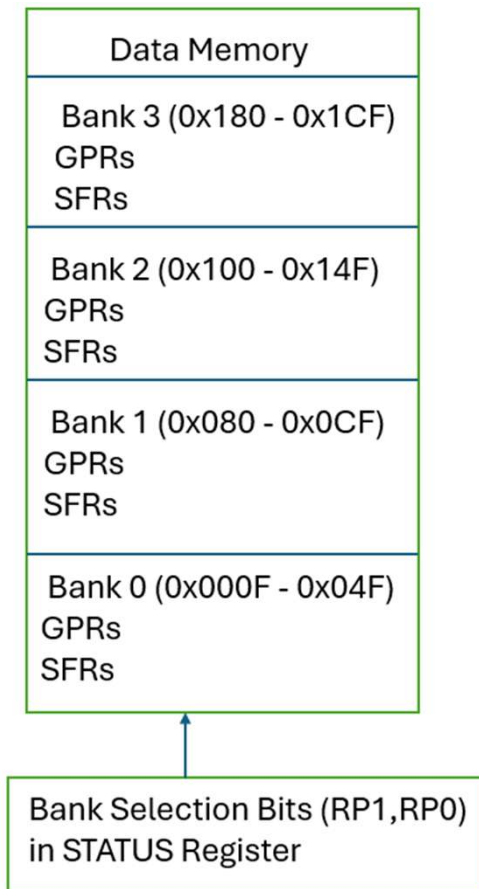 Data Memory
Bank 3 (0x180 - 0x1CF)
GPRs
SFRs
Bank 2 (0x100 - 0x14F)
GPRs
SFRs
Bank 1 (0x080 - 0x0CF)
GPRs
SFRs
Bank 0 (0x000F - 0x04F)
GPRs
SFRs
Bank Selection Bits (RP1,RP0)
in STATUS Register